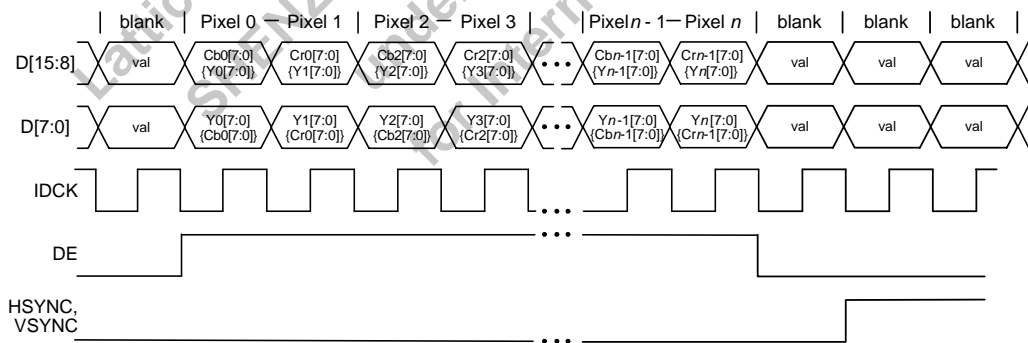 blank | Pixel 0 — Pixel 1 | Pixel 2 — Pixel 3 | Pixel n - 1 — Pixel n | blank | blank | blank
D[15:8] val Cb0[7:0] Cr0[7:0] Cb2[7:0] Cr2[7:0] ••• Cbn-1[7:0] Crn-1[7:0] val val val
{Y0[7:0]} {Y1[7:0]} {Y2[7:0]} {Y3[7:0]} {Yn-1[7:0]} {Yn[7:0]}
D[7:0] val Y0[7:0] Y1[7:0] Y2[7:0] Y3[7:0] ••• Yn-1[7:0] Yn[7:0] val val val
{Cb0[7:0]} {Cr0[7:0]} {Cb2[7:0]} {Cr2[7:0]} {Cbn-1[7:0]} {Crn-1[7:0]}
IDCK •••
DE •••
HSYNC,
VSYNC •••
for Intern